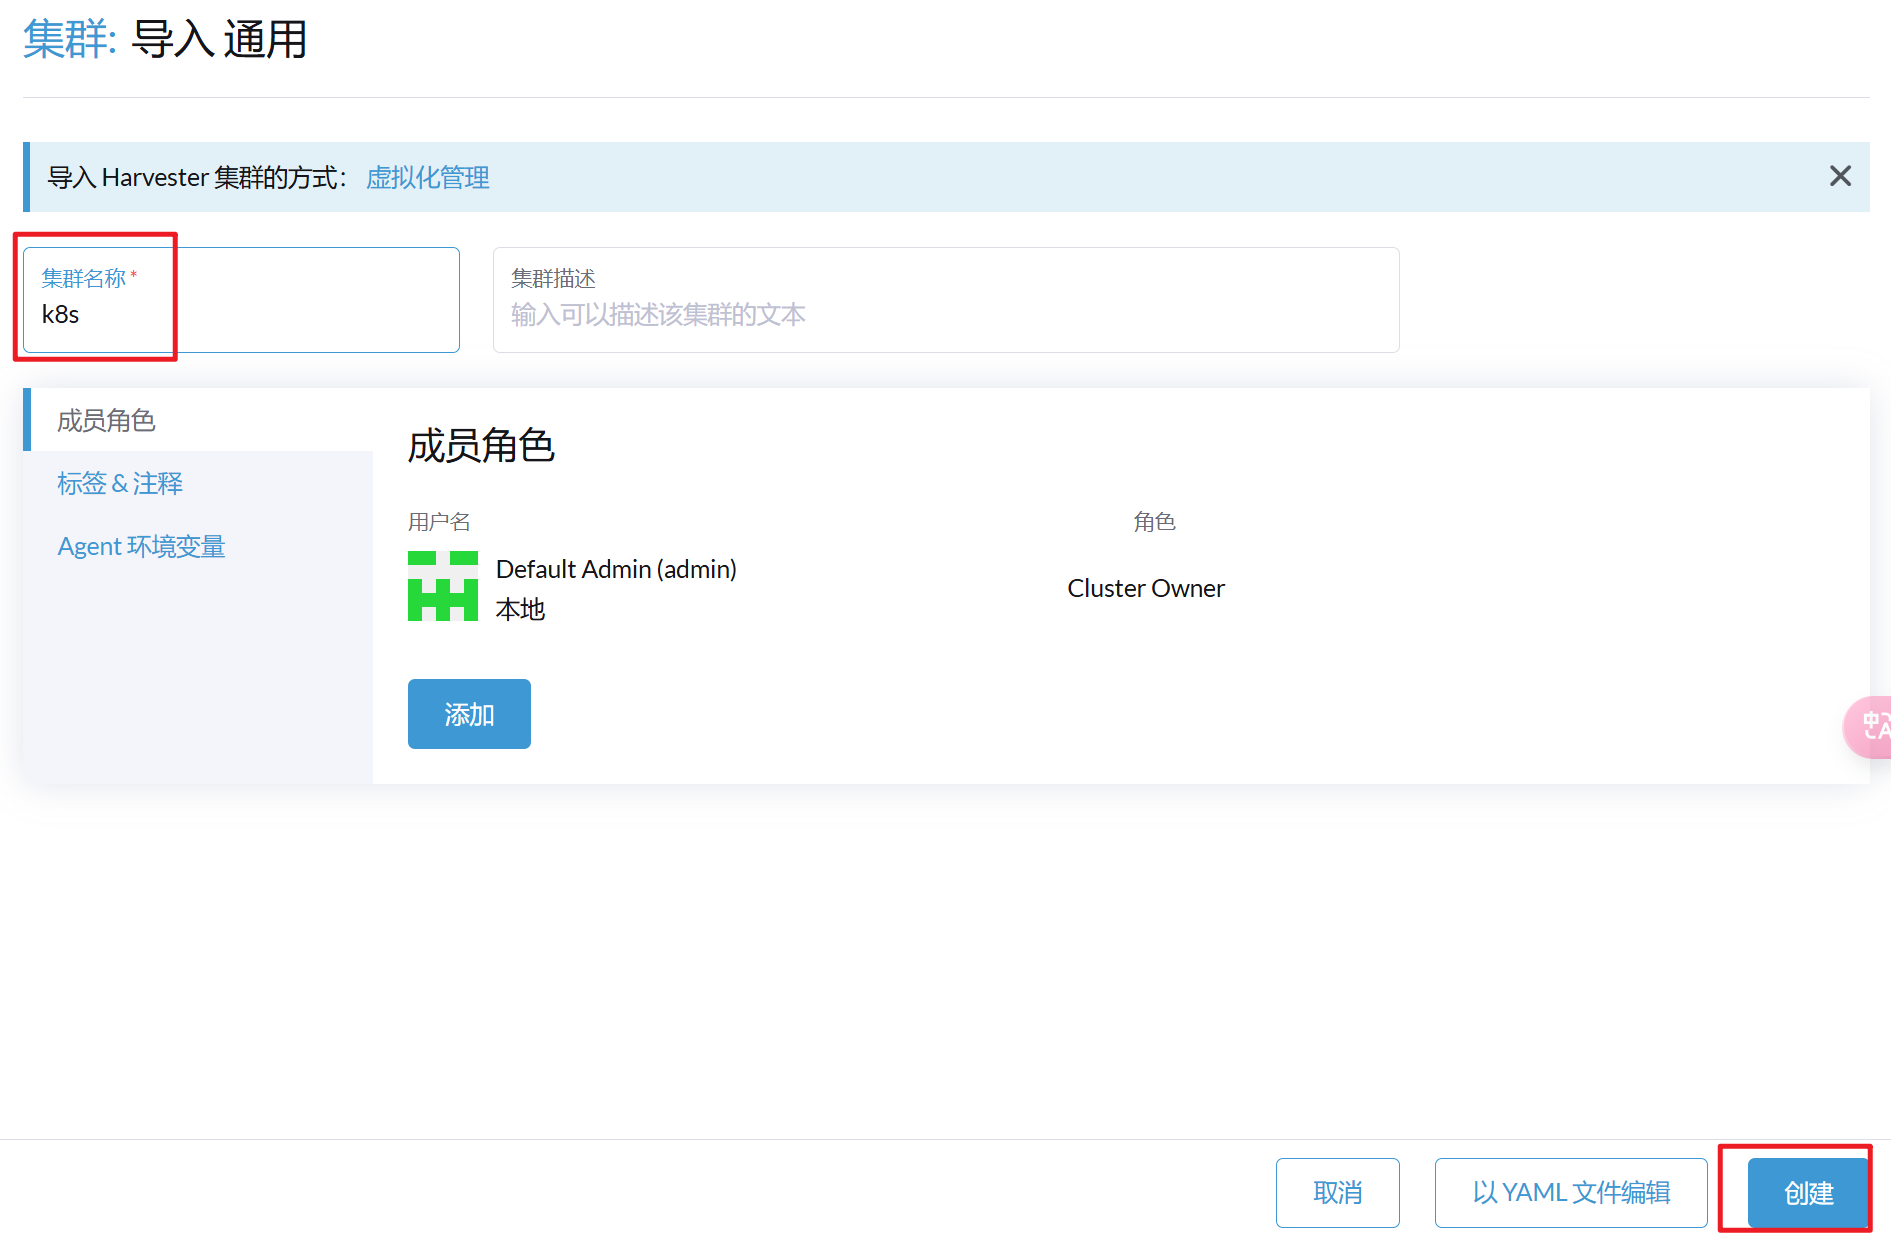 集群: 导入 通用
导入 Harvester 集群的方式： 虚拟化管理
集群名称 *
k8s
集群描述
输入可以描述该集群的文本
成员角色
标签 & 注释
Agent 环境变量
成员角色
用户名
角色
Default Admin (admin)
本地
Cluster Owner
添加
中 A
取消
以 YAML 文件编辑
创建